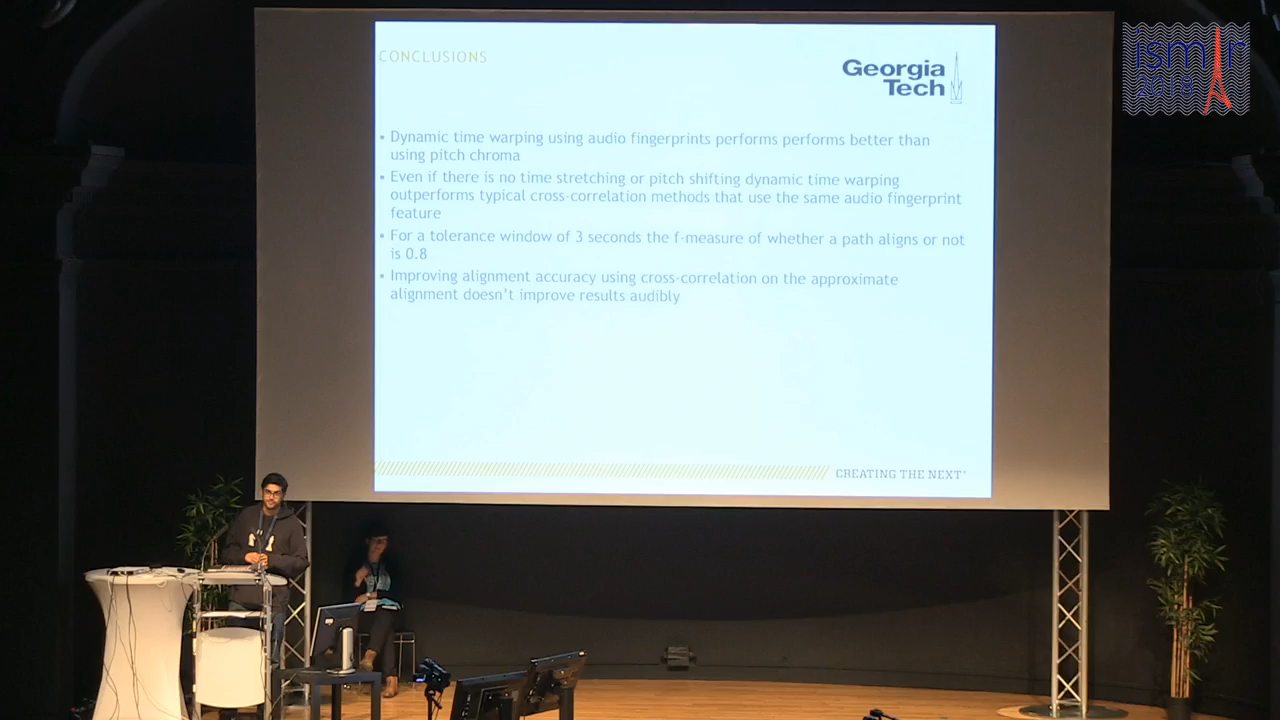 CONCLUSIONS
Georgia
Tech
Dynamic time warping using audio fingerprints performs performs better than
using pitch chroma
Even if there is no time stretching or pitch shifting dynamic time warping
outperforms typical cross-correlation methods that use the same audio fingerprint
feature
For a tolerance window of 3 seconds the f-measure of whether a path aligns or not
is 0.8
Improving alignment accuracy using cross-correlation on the approximate
alignment doesn't improve results audibly
CREATING THE NEXT
ismir
2018